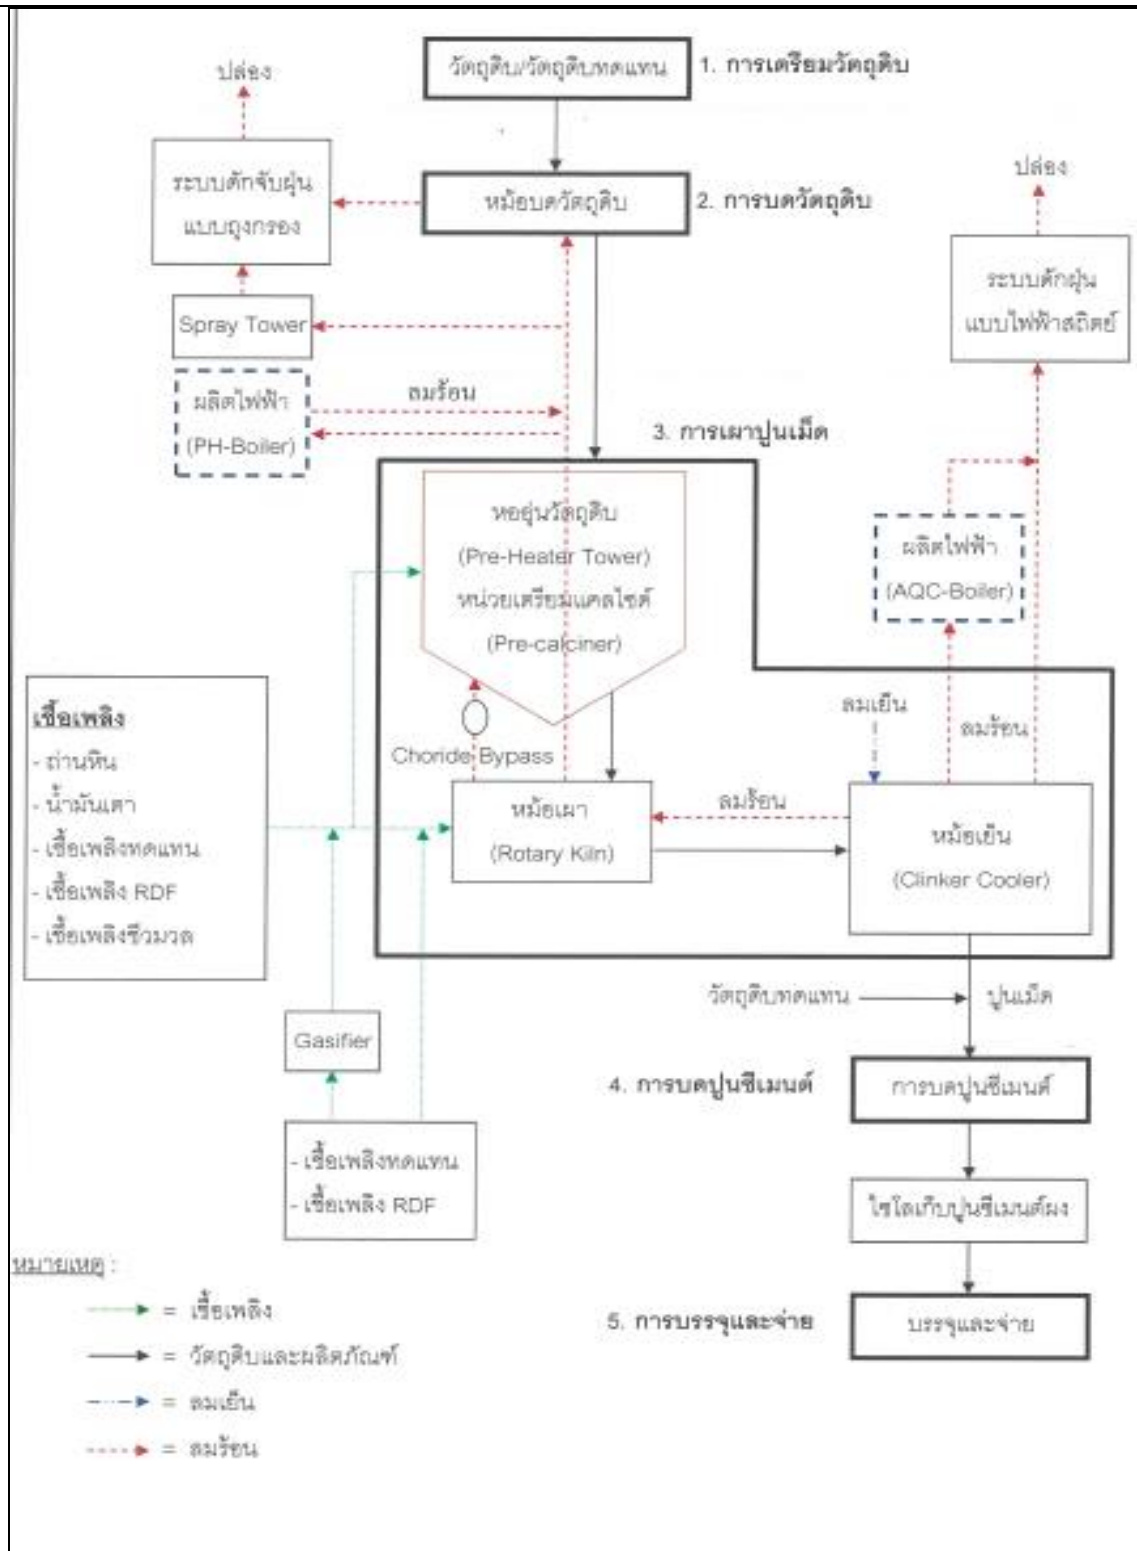 วัตถุดิบ/วัตถุดิบทดแทน
1. การเตรียมวัตถุดิบ
ปล่อง
ระบบดักจับฝุ่น
แบบถุงกรอง
หม้อบดวัตถุดิบ
2. การบดวัตถุดิบ
ปล่อง
ระบบดักฝุ่น
แบบไฟฟ้าสถิตย์
Spray Tower
ผลิตไฟฟ้า
(PH-Boiler)
ลมร้อน
3. การเผาปูนเม็ด
หออุ่นวัตถุดิบ
(Pre-Heater Tower)
หน่วยเตรียมแคลไซด์
(Pre-calciner)
ผลิตไฟฟ้า
(AQC-Boiler)
เชื้อเพลิง
- ถ่านหิน
- น้ำมันเตา
- เชื้อเพลิงทดแทน
- เชื้อเพลิง RDF
- เชื้อเพลิงชีวมวล
Choride Bypass
ลมเย็น
ลมร้อน
หม้อเผา
(Rotary Kiln)
ลมร้อน
หม้อเย็น
(Clinker Cooler)
วัตถุดิบทดแทน
ปูนเม็ด
Gasifier
4. การบดปูนซีเมนต์
การบดปูนซีเมนต์
- เชื้อเพลิงทดแทน
- เชื้อเพลิง RDF
ไซโลเก็บปูนซีเมนต์ผง
5. การบรรจุและจ่าย
บรรจุและจ่าย
หมายเหตุ :
= เชื้อเพลิง
= วัตถุดิบและผลิตภัณฑ์
= ลมเย็น
= ลมร้อน